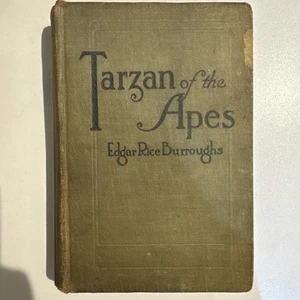 Tarzan of the
Apes
Edgar Rice Burroughs